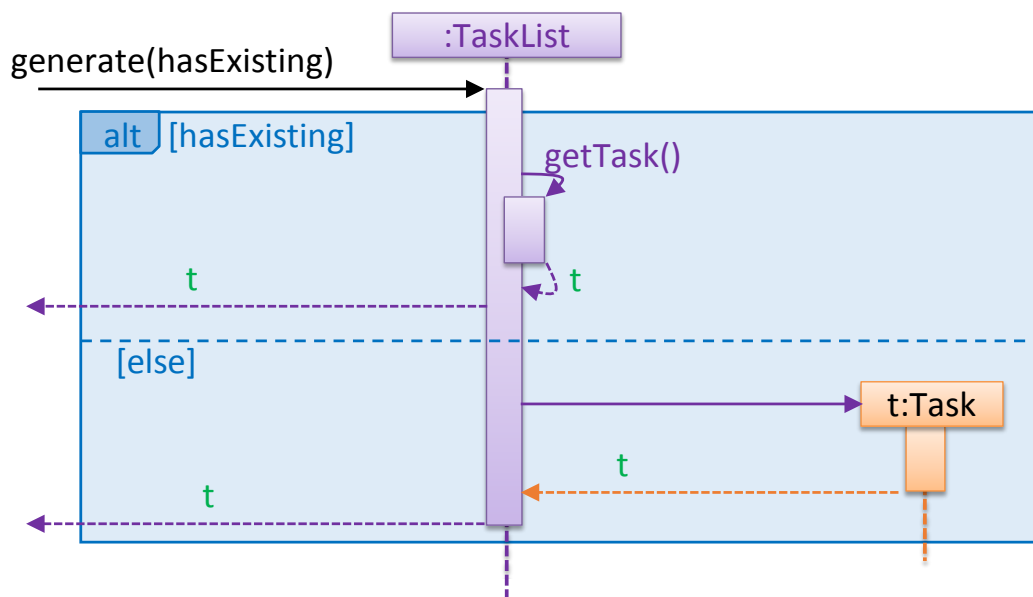 :TaskList
generate(hasExisting)
alt [hasExisting]
getTask()
t
t
[else]
t:Task
t
t